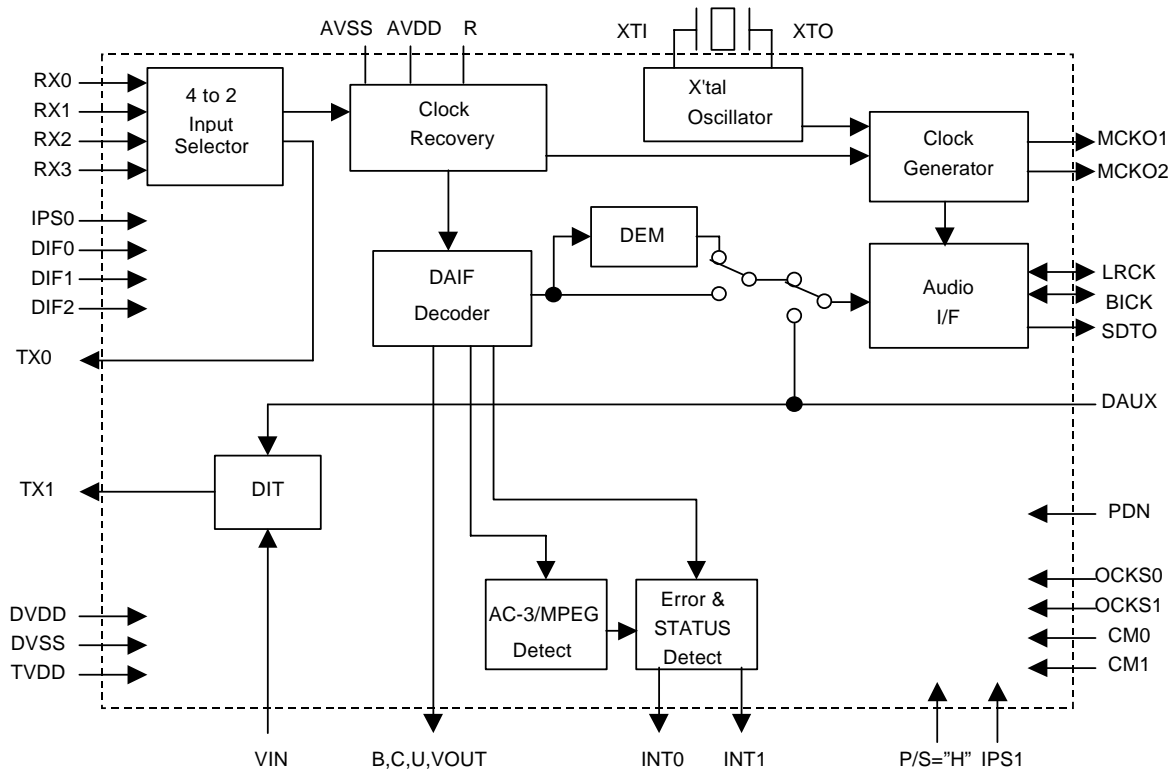 AVSS AVDD R XTI XTO
RX0
RX1
RX2
RX3
4 to 2
Input
Selector
Clock
Recovery
X'tal
Oscillator
Clock
Generator
MCKO1
MCKO2
IPS0
DIF0
DIF1
DIF2
DEM
DAIF
Decoder
Audio
I/F
LRCK
BICK
SDTO
TX0
DAUX
TX1
DIT
PDN
AC-3/MPEG
Detect
Error &
STATUS
Detect
OCKS0
OCKS1
CM0
CM1
DVDD
DVSS
TVDD
VIN B,C,U,VOUT INT0 INT1 P/S="H" IPS1